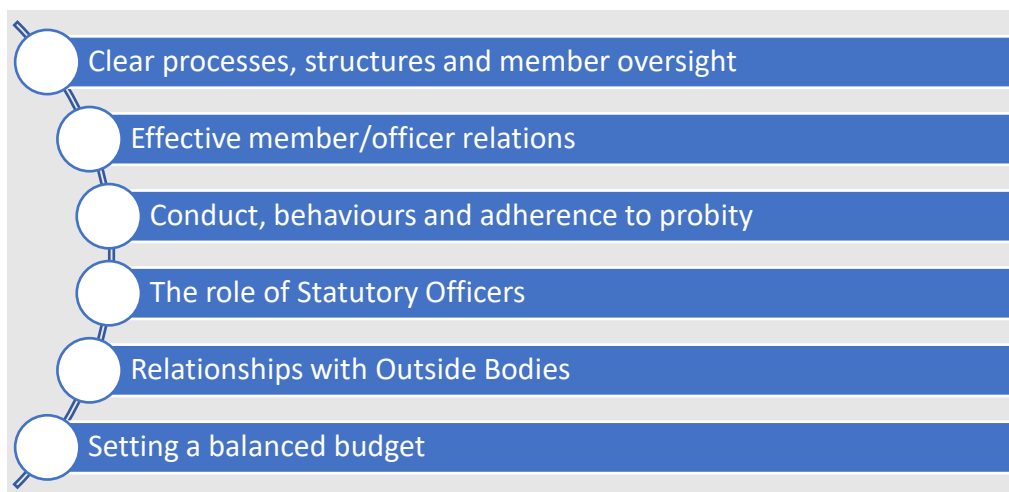 Clear processes, structures and member oversight
Effective member/officer relations
Conduct, behaviours and adherence to probity
The role of Statutory Officers
Relationships with Outside Bodies
Setting a balanced budget